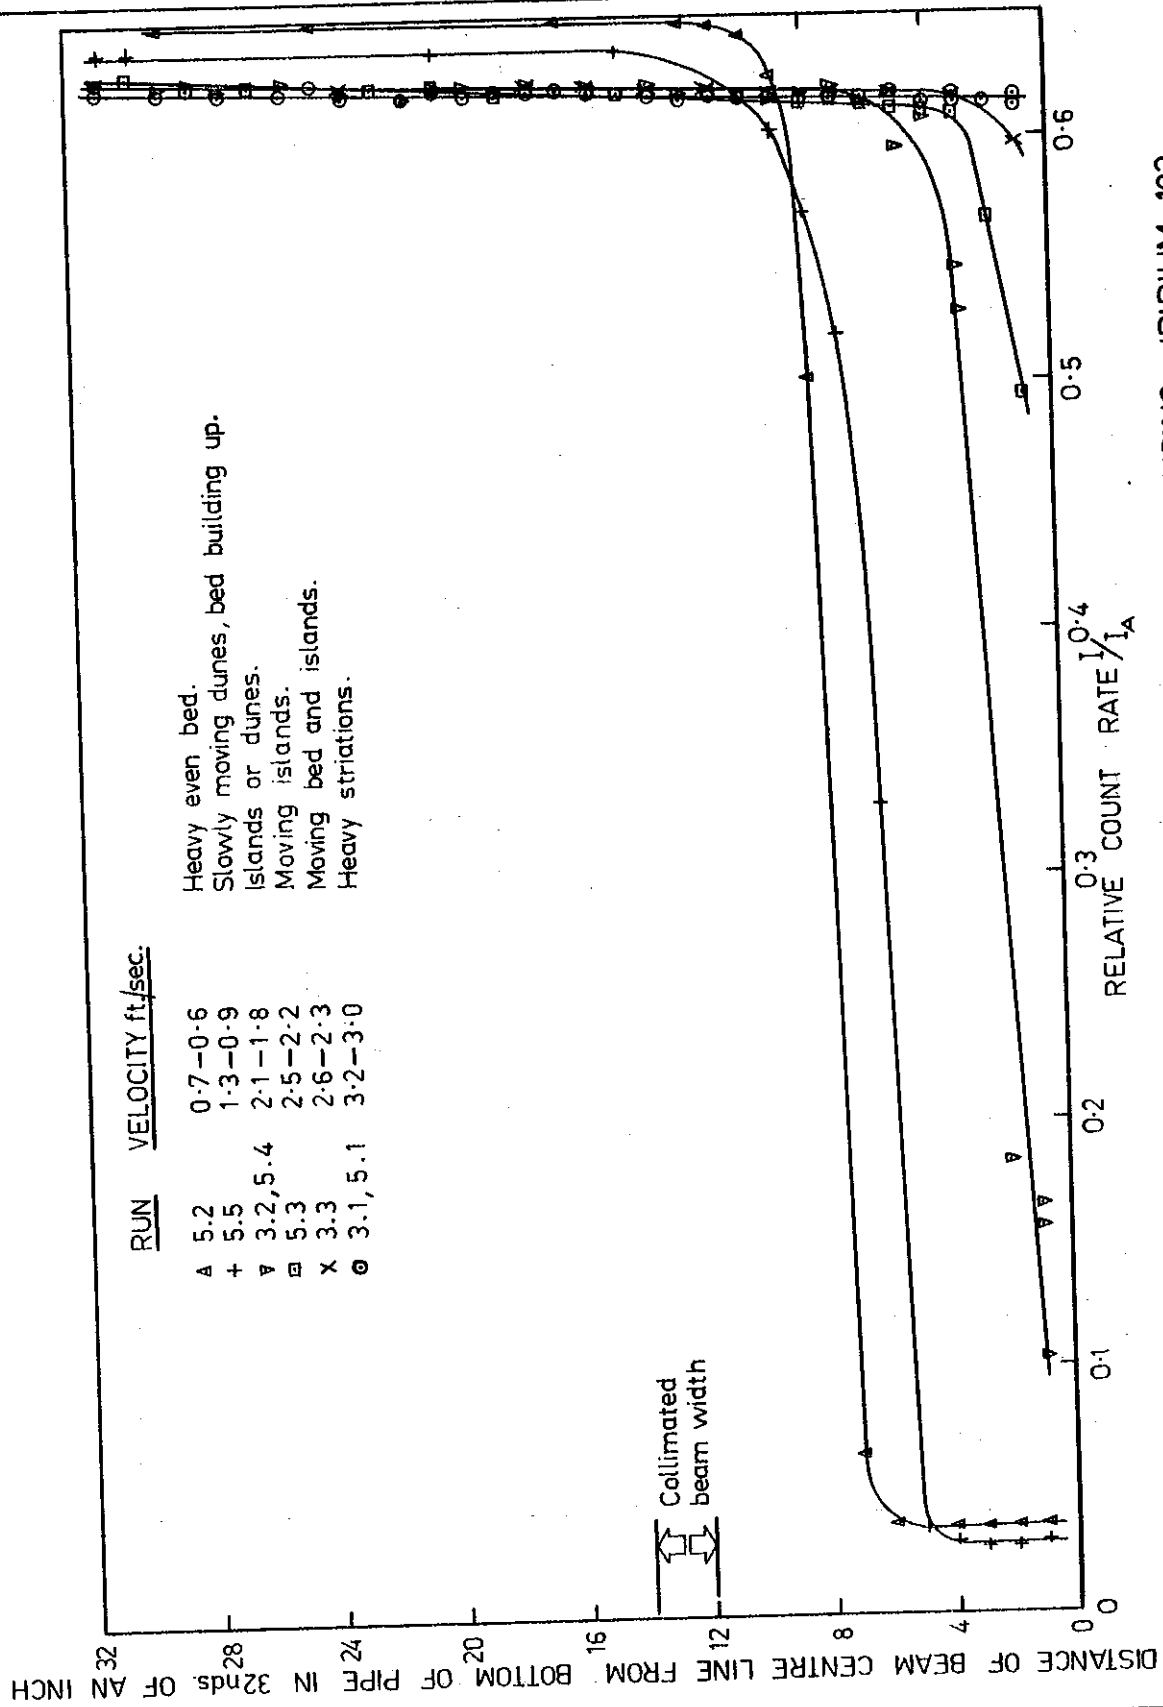 DISTANCE OF BEAM CENTRE LINE FROM BOTTOM OF PIPE IN 32nds. OF AN INCH
32
28
24
20
16
12
8
4
0
RUN VELOCITY ft./sec.
5.2 0·7–0·6 Heavy even bed.
+ 5.5 1·3–0·9 Slowly moving dunes, bed building up.
3.2, 5.4 2·1–1·8 Islands or dunes.
5.3 2·5–2·2 Moving islands.
x 3.3 2·6–2·3 Moving bed and islands.
3.1, 5.1 3·2–3·0 Heavy striations.
Collimated
beam width
0 0·1 0·2 0·3 0·4 0·5 0·6
RELATIVE COUNT RATE I/I_A